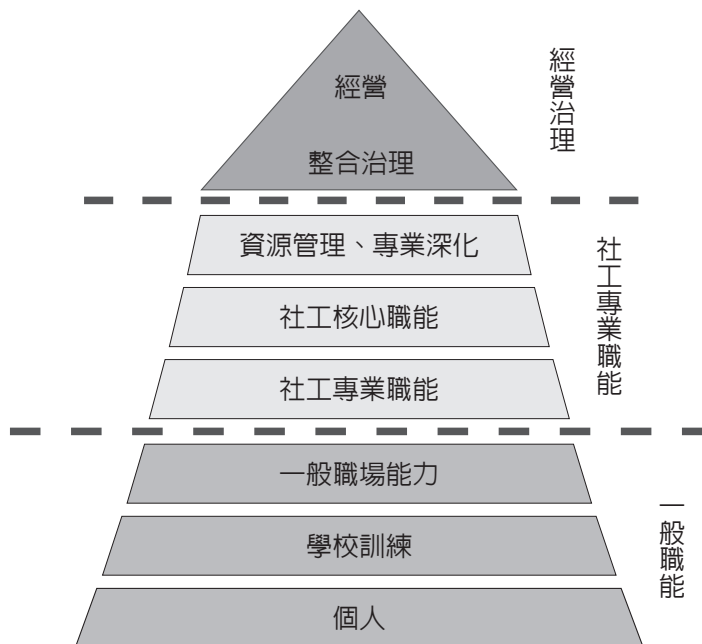 經營
整合治理
經營治理
資源管理、專業深化
社工核心職能
社工專業職能
社工專業職能
一般職場能力
學校訓練
個人
一般職能